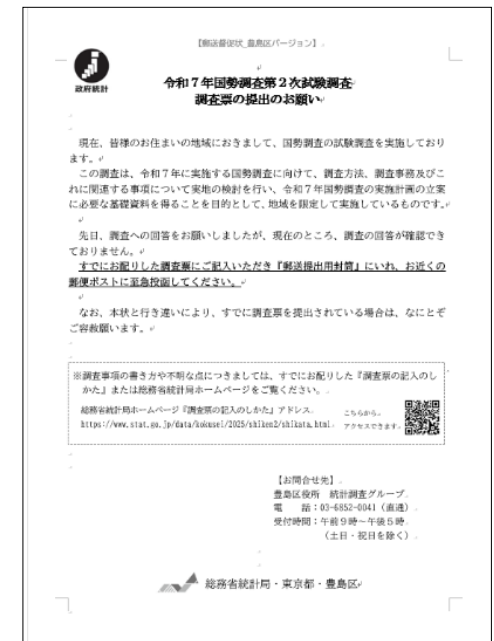 【郵送督促状_豊島区バージョン】
政府統計
令和7年国勢調査第2次試験調査
調査票の提出のお願い
現在、皆様のお住まいの地域におきまして、国勢調査の試験調査を実施しており
ます。
この調査は、令和7年に実施する国勢調査に向けて、調査方法、調査事務及びこ
れに関連する事項について実地の検討を行い、令和7年国勢調査の実施計画の立案
に必要な基礎資料を得ることを目的として、地域を限定して実施しているものです。
先日、調査への回答をお願いしましたが、現在のところ、調査の回答が確認でき
ておりません。
すでにお配りした調査票にご記入いただき『郵送提出用封筒』にいれ、お近くの
郵便ポストに至急投函してください。
なお、本状と行き違いにより、すでに調査票を提出されている場合は、なにとぞ
ご容赦願います。
※調査事項の書き方や不明な点につきましては、すでにお配りした『調査票の記入のし
かた』または総務省統計局ホームページをご覧ください。
総務省統計局ホームページ『調査票の記入のしかた』アドレス
https://www.stat.go.jp/data/kokusei/2025/shiken2/shikata.html
こちらから
アクセスできます。
【お問合せ先】
豊島区役所 統計調査グループ
電 話：03-6852-0041（直通）
受付時間：午前9時～午後5時
（土日・祝日を除く）
総務省統計局・東京都・豊島区